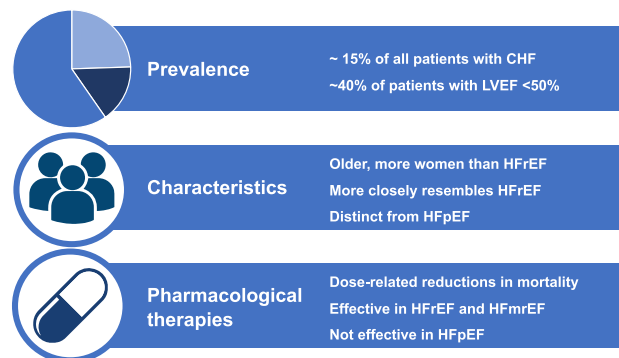 Prevalence
~ 15% of all patients with CHF
~40% of patients with LVEF <50%
Characteristics
Older, more women than HFrEF
More closely resembles HFrEF
Distinct from HFpEF
Pharmacological
therapies
Dose-related reductions in mortality
Effective in HFrEF and HFmrEF
Not effective in HFpEF